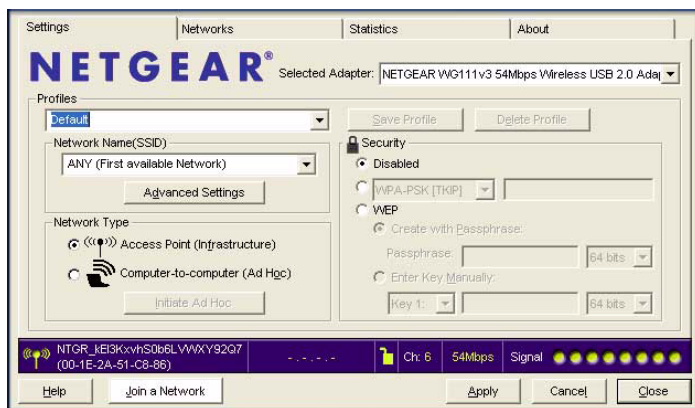 Settings
Networks
Statistics
About
NETGEAR®
Selected Adapter: NETGEAR WG111v3 54Mbps Wireless USB 2.0 Adap
Profiles
Default
Save Profile
Delete Profile
Network Name(SSID)
ANY (First available Network)
Advanced Settings
Network Type
Access Point (Infrastructure)
Computer-to-computer (Ad Hoc)
Initiate Ad Hoc
Security
Disabled
WPA-PSK [TKIP]
WEP
Create with Passphrase:
Passphrase:
64 bits
Enter Key Manually:
Key 1:
64 bits
(00-1E-2A-51-C8-86)
-.-.-.-
Ch: 6
54Mbps
Signal
Help
Join a Network
Apply
Cancel
Close